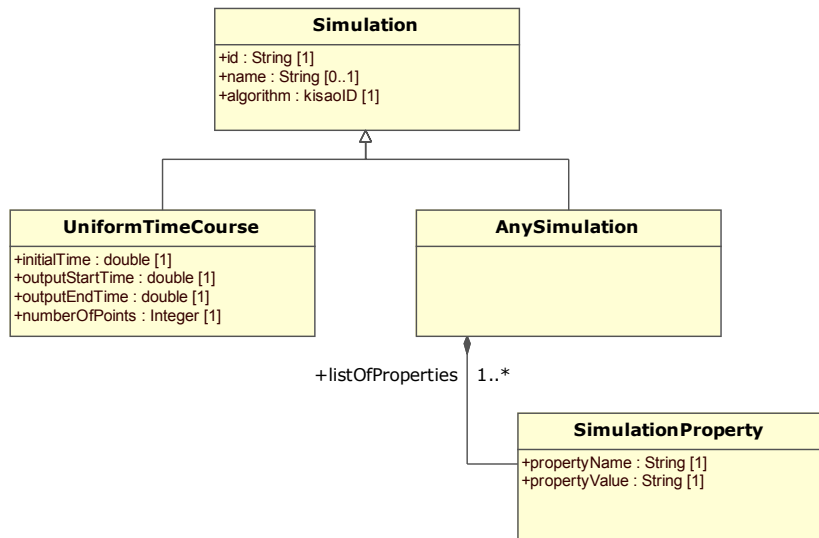 Simulation
+id : String [1]
+name : String [0..1]
+algorithm : kisaoID [1]
UniformTimeCourse
+initialTime : double [1]
+outputStartTime : double [1]
+outputEndTime : double [1]
+numberOfPoints : Integer [1]
AnySimulation
+listOfProperties 1..*
SimulationProperty
+propertyName : String [1]
+propertyValue : String [1]